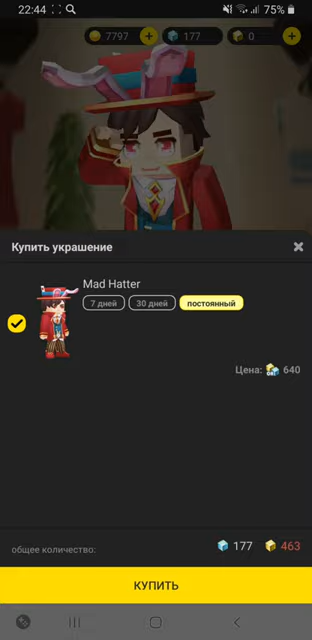 22:44 75%
7797 177 0
Купить украшение
Mad Hatter
7 дней 30 дней постоянный
Цена: 640
общее количество: 177 463
КУПИТЬ